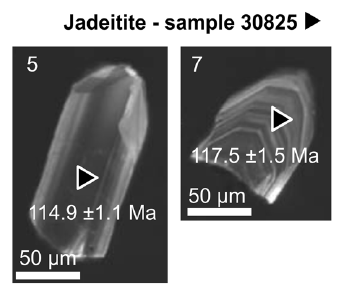 Jadeitite - sample 30825 ▶
5
114.9 ±1.1 Ma
50 µm
7
117.5 ±1.5 Ma
50 µm